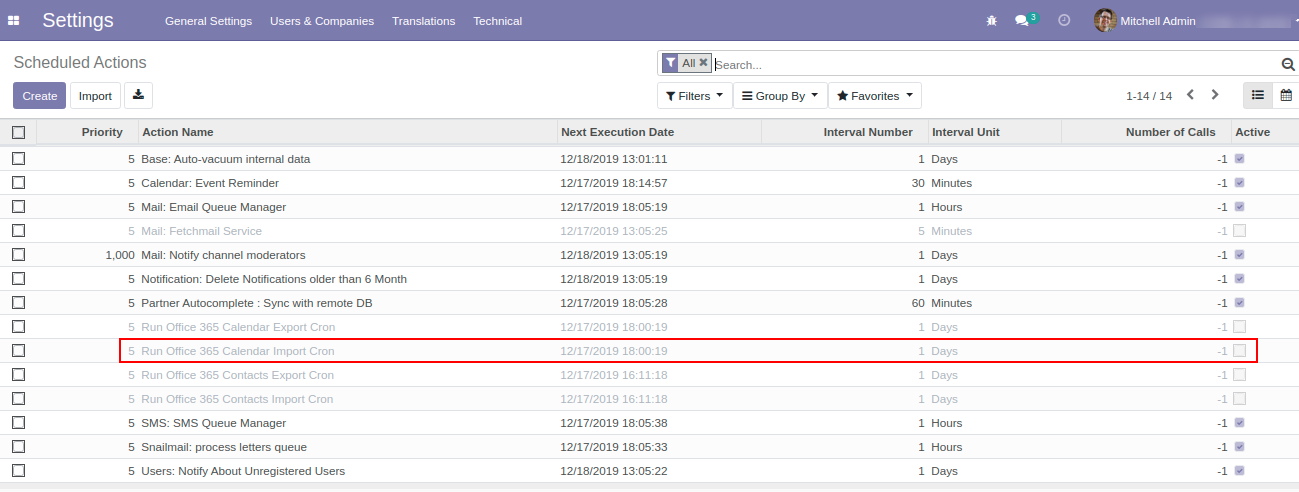 Settings General Settings Users & Companies Translations Technical 3 Mitchell Admin
Scheduled Actions All Search...
Create Import Filters Group By Favorites 1-14 / 14
Priority Action Name Next Execution Date Interval Number Interval Unit Number of Calls Active
5 Base: Auto-vacuum internal data 12/18/2019 13:01:11 1 Days -1
5 Calendar: Event Reminder 12/17/2019 18:14:57 30 Minutes -1
5 Mail: Email Queue Manager 12/17/2019 18:05:19 1 Hours -1
5 Mail: Fetchmail Service 12/17/2019 13:05:25 5 Minutes -1
1,000 Mail: Notify channel moderators 12/18/2019 13:05:19 1 Days -1
5 Notification: Delete Notifications older than 6 Month 12/18/2019 13:05:19 1 Days -1
5 Partner Autocomplete : Sync with remote DB 12/17/2019 18:05:28 60 Minutes -1
5 Run Office 365 Calendar Export Cron 12/17/2019 18:00:19 1 Days -1
5 Run Office 365 Calendar Import Cron 12/17/2019 18:00:19 1 Days -1
5 Run Office 365 Contacts Export Cron 12/17/2019 16:11:18 1 Days -1
5 Run Office 365 Contacts Import Cron 12/17/2019 16:11:18 1 Days -1
5 SMS: SMS Queue Manager 12/17/2019 18:05:38 1 Hours -1
5 Snailmail: process letters queue 12/17/2019 18:05:33 1 Hours -1
5 Users: Notify About Unregistered Users 12/18/2019 13:05:22 1 Days -1